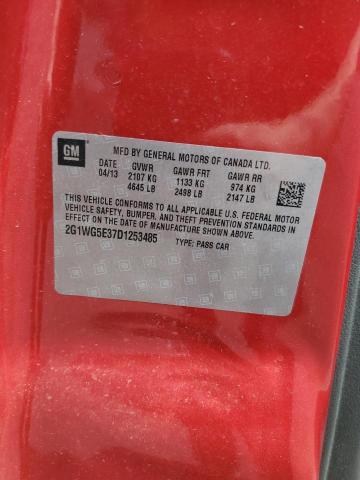 GM
MFD BY GENERAL MOTORS OF CANADA LTD.
DATE GVWR GAWR FRT GAWR RR
04/13 2107 KG 1133 KG 974 KG
4645 LB 2498 LB 2147 LB
THIS VEHICLE CONFORMS TO ALL APPLICABLE U.S. FEDERAL MOTOR
VEHICLE SAFETY, BUMPER, AND THEFT PREVENTION STANDARDS IN
EFFECT ON THE DATE OF MANUFACTURE SHOWN ABOVE.
2G1WG5E37D1253485 TYPE: PASS CAR